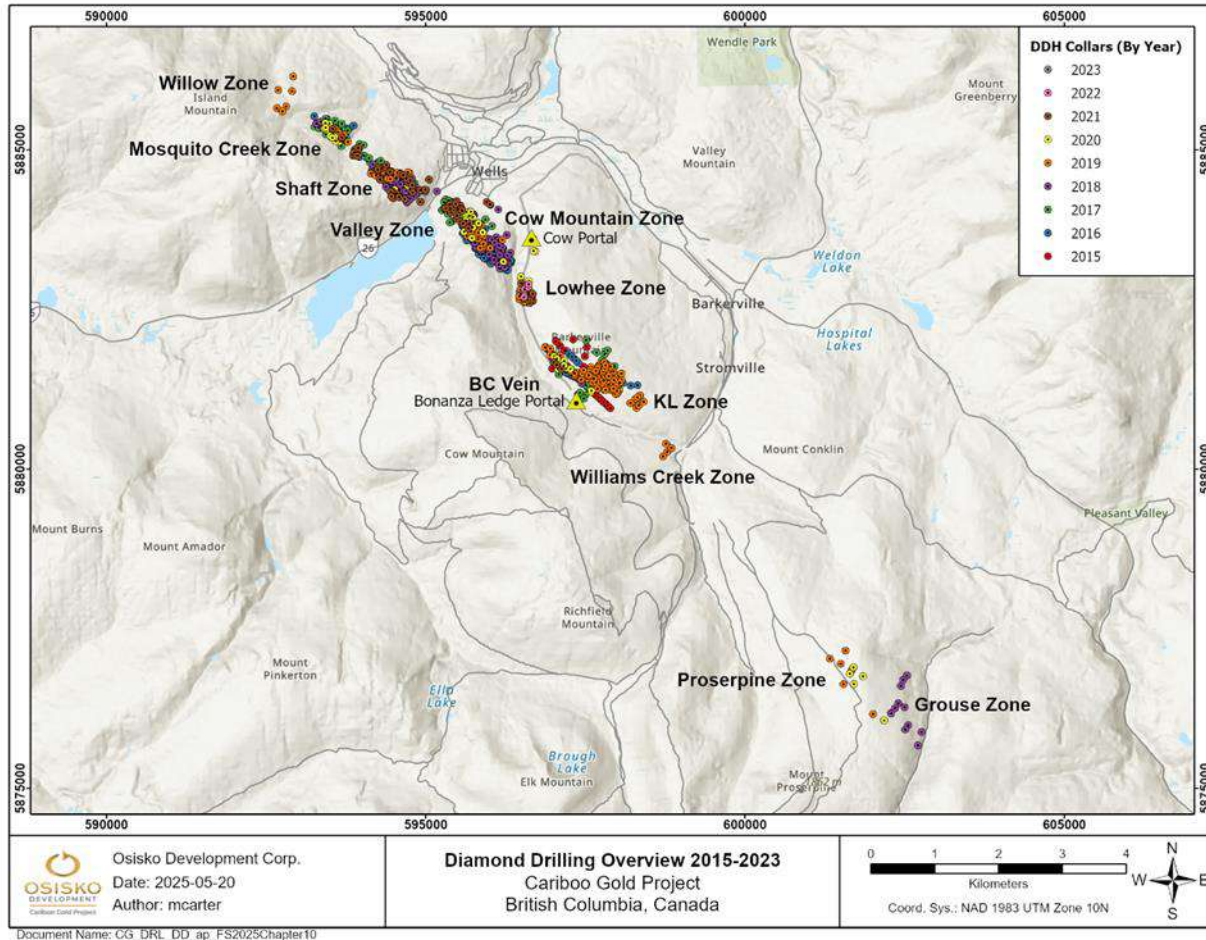 590000
595000
600000
605000
Wendle Park
DDH Collars (By Year)
2023
2022
2021
2020
2019
2018
2017
2016
2015
Willow Zone
Island
Mountain
Mount
Greenberry
5885000
5885000
Mosquito Creek Zone
Valley
Mountain
Shaft Zone
Wells
Valley Zone
Cow Mountain Zone
Cow Portal
26
Weldon
Lake
Lowhee Zone
Barkerville
Hospital
Lakes
Barkerville
Stromville
BC Vein
Bonanza Ledge Portal
KL Zone
5880000
5880000
Cow Mountain
Mount Conklin
Williams Creek Zone
Pleasant Valley
Mount Burns
Mount Amador
Richfield
Mountain
Mount
Pinkerton
Proserpine Zone
Grouse Zone
Ella
Lake
Brough
Lake
Elk Mountain
Mount
Proserpine
5875000
5875000
590000
595000
600000
605000
OSISKO
DEVELOPMENT
Cariboo Gold Project
Osisko Development Corp.
Date: 2025-05-20
Author: mcarter
Diamond Drilling Overview 2015-2023
Cariboo Gold Project
British Columbia, Canada
0 1 2 3 4
Kilometers
Coord. Sys.: NAD 1983 UTM Zone 10N
N
W E
S
Document Name: CG_DRL_DD_ap_FS2025Chapter10